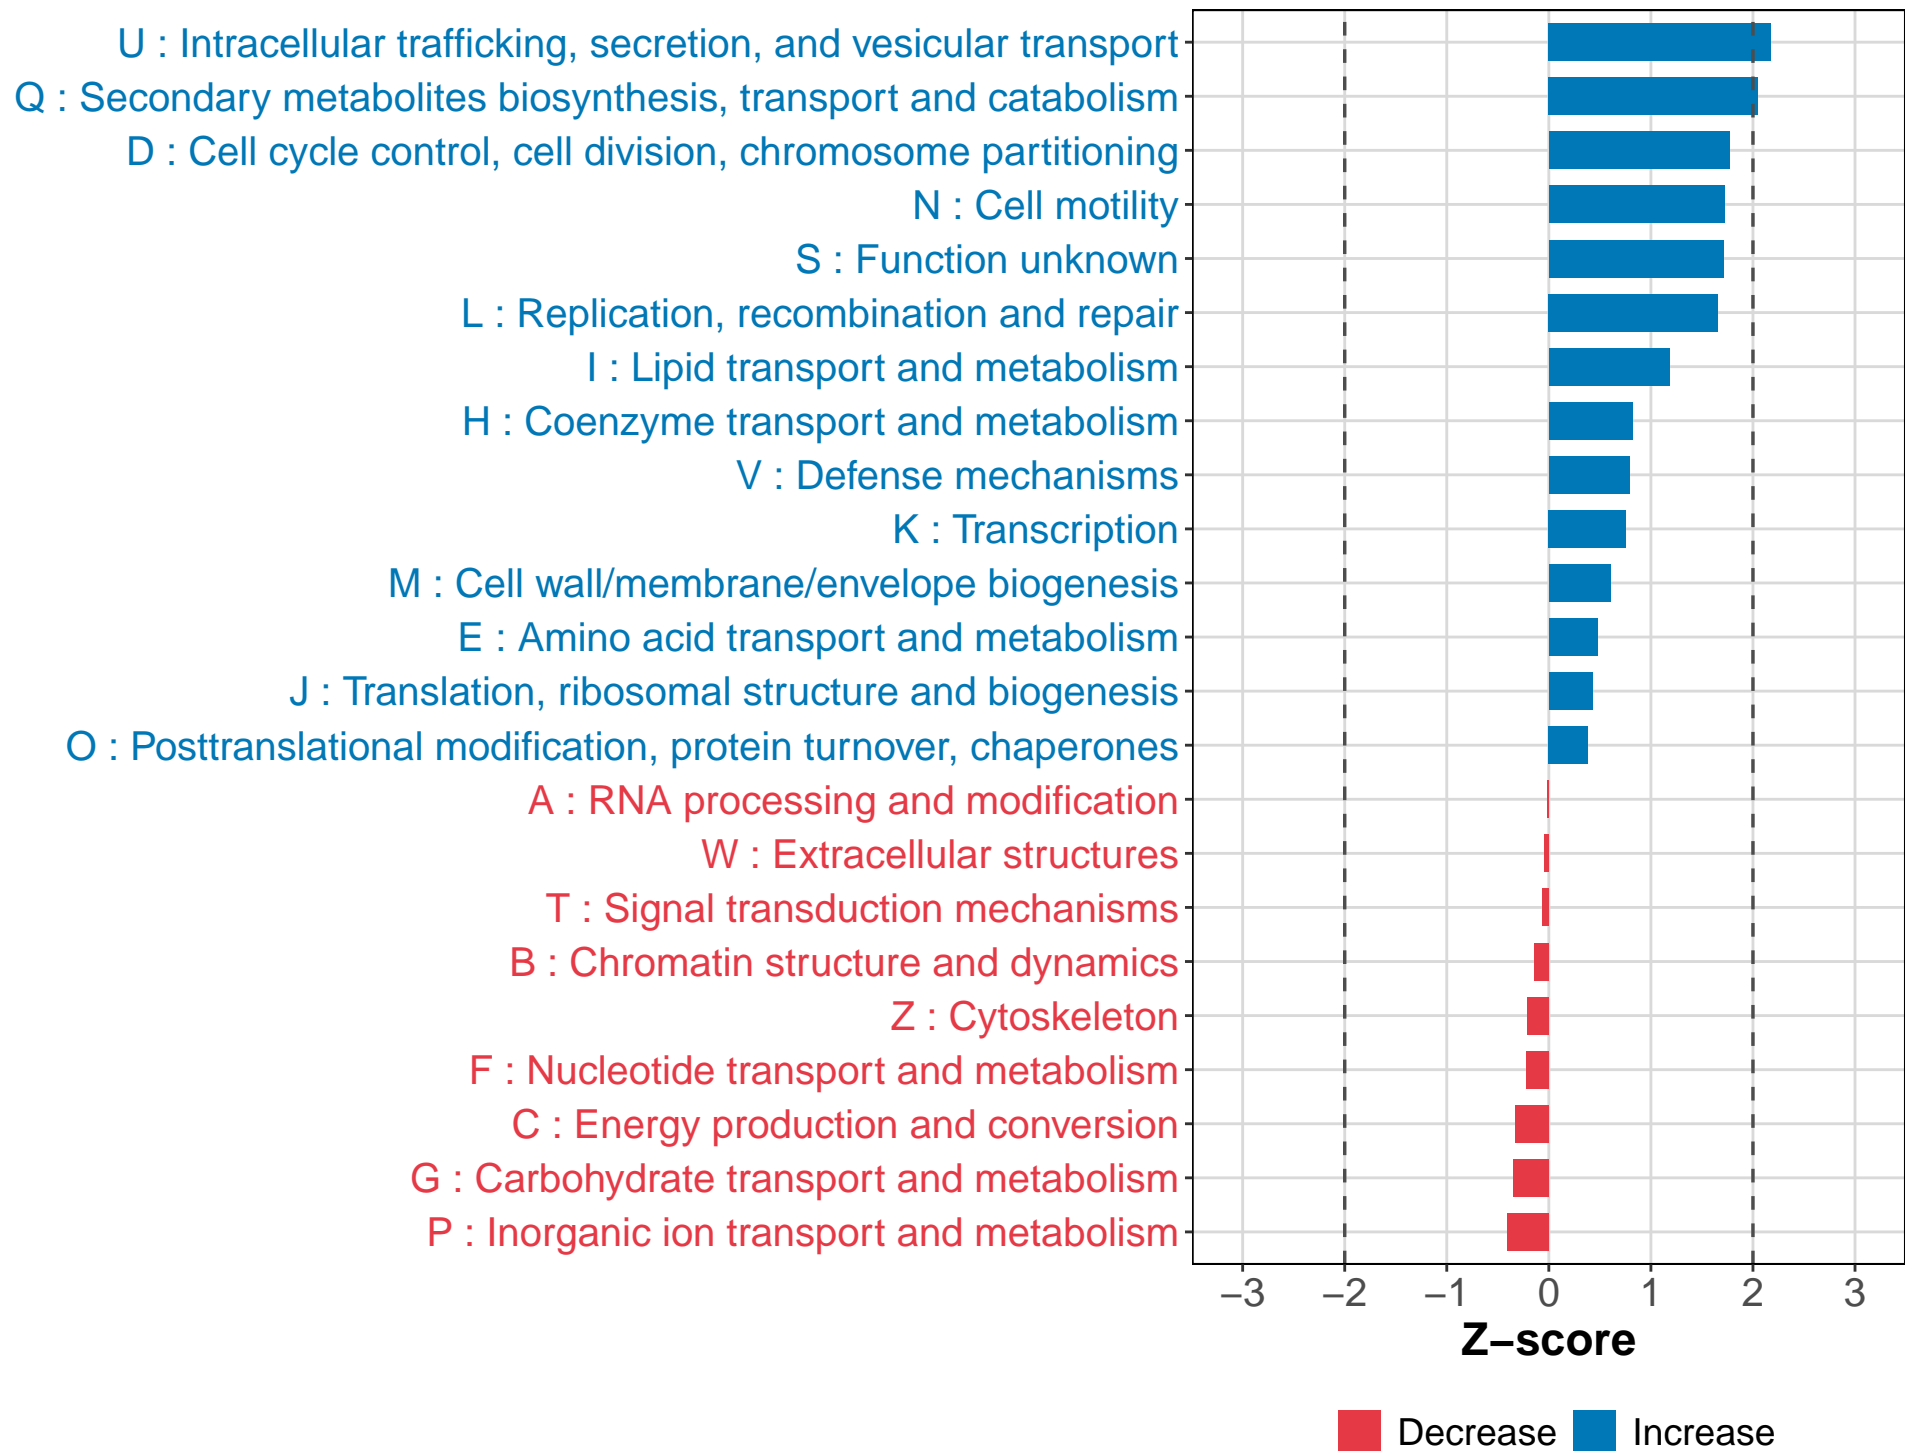 U : Intracellular trafficking, secretion, and vesicular transport
Q : Secondary metabolites biosynthesis, transport and catabolism
D : Cell cycle control, cell division, chromosome partitioning
N : Cell motility
S : Function unknown
L : Replication, recombination and repair
I : Lipid transport and metabolism
H : Coenzyme transport and metabolism
V : Defense mechanisms
K : Transcription
M : Cell wall/membrane/envelope biogenesis
E : Amino acid transport and metabolism
J : Translation, ribosomal structure and biogenesis
O : Posttranslational modification, protein turnover, chaperones
A : RNA processing and modification
W : Extracellular structures
T : Signal transduction mechanisms
B : Chromatin structure and dynamics
Z : Cytoskeleton
F : Nucleotide transport and metabolism
C : Energy production and conversion
G : Carbohydrate transport and metabolism
P : Inorganic ion transport and metabolism
−3 −2 −1 0 1 2 3
Z−score
Decrease Increase